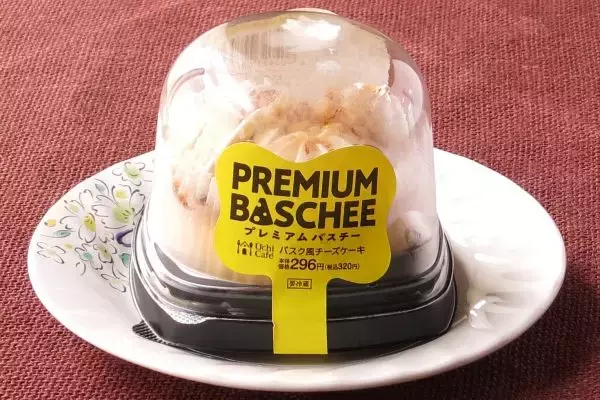 PREMIUM
BASCHEE
プレミアムバスチー
Uchi Café バスク風チーズケーキ
本体価格296円(税込320円)
要冷蔵